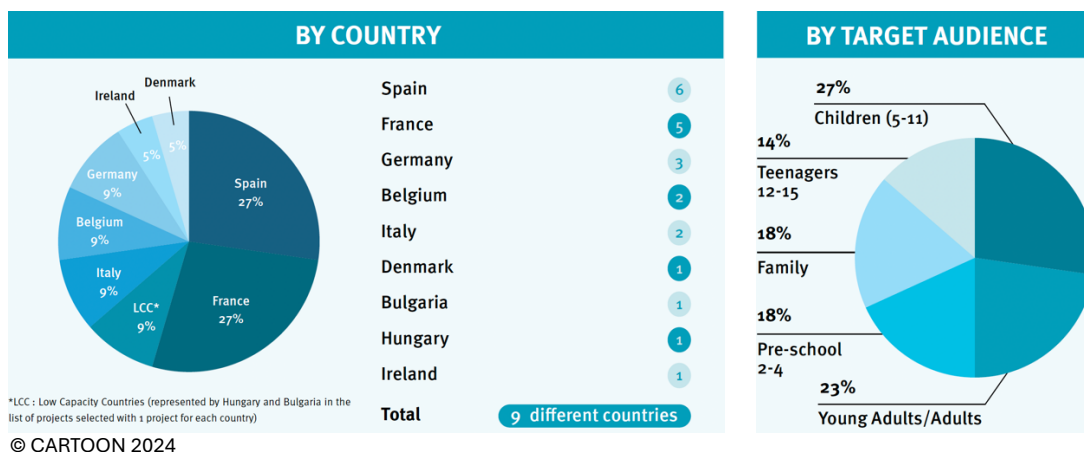 BY COUNTRY
Denmark
Ireland
5%
5%
Germany
9%
Spain
27%
Belgium
9%
Italy
9%
LCC*
9%
France
27%
*LCC : Low Capacity Countries (represented by Hungary and Bulgaria in the
list of projects selected with 1 project for each country)
Spain 6
France 5
Germany 3
Belgium 2
Italy 2
Denmark 1
Bulgaria 1
Hungary 1
Ireland 1
Total 9 different countries
BY TARGET AUDIENCE
27%
Children (5-11)
14%
Teenagers
12-15
18%
Family
18%
Pre-school
2-4
23%
Young Adults/Adults
© CARTOON 2024